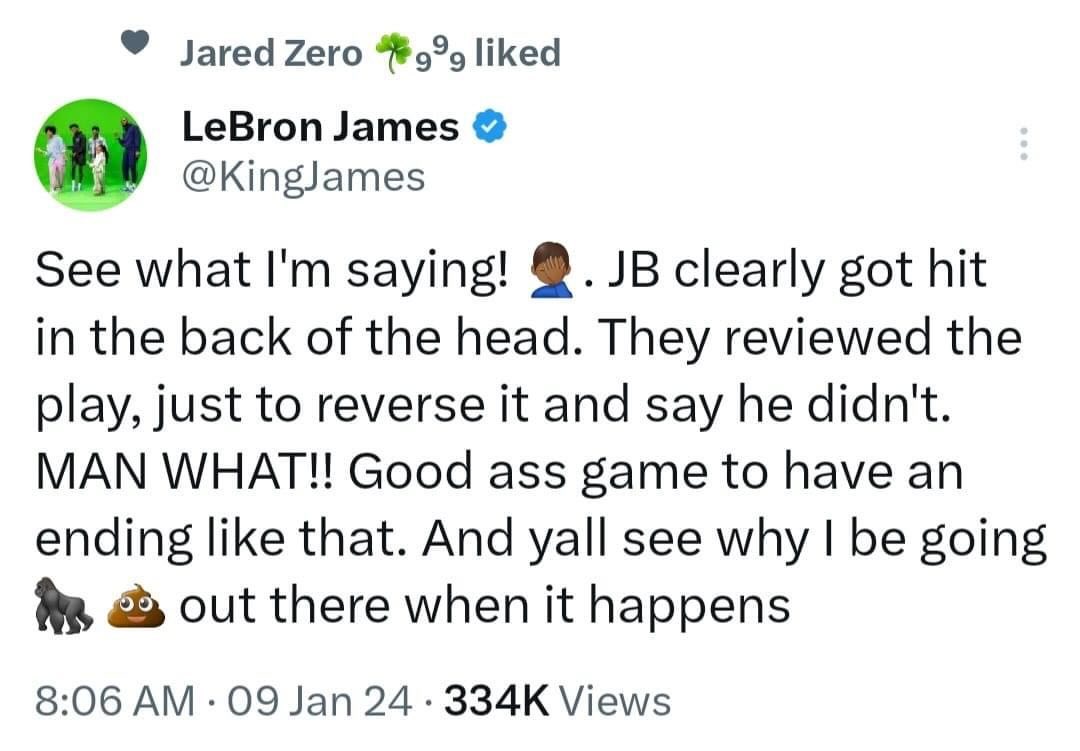 Jared Zero ☘️9⁹9 liked
LeBron James
@KingJames
See what I'm saying! 🤦🏾‍♂️. JB clearly got hit
in the back of the head. They reviewed the
play, just to reverse it and say he didn't.
MAN WHAT!! Good ass game to have an
ending like that. And yall see why I be going
🦍 💩 out there when it happens
8:06 AM · 09 Jan 24 · 334K Views